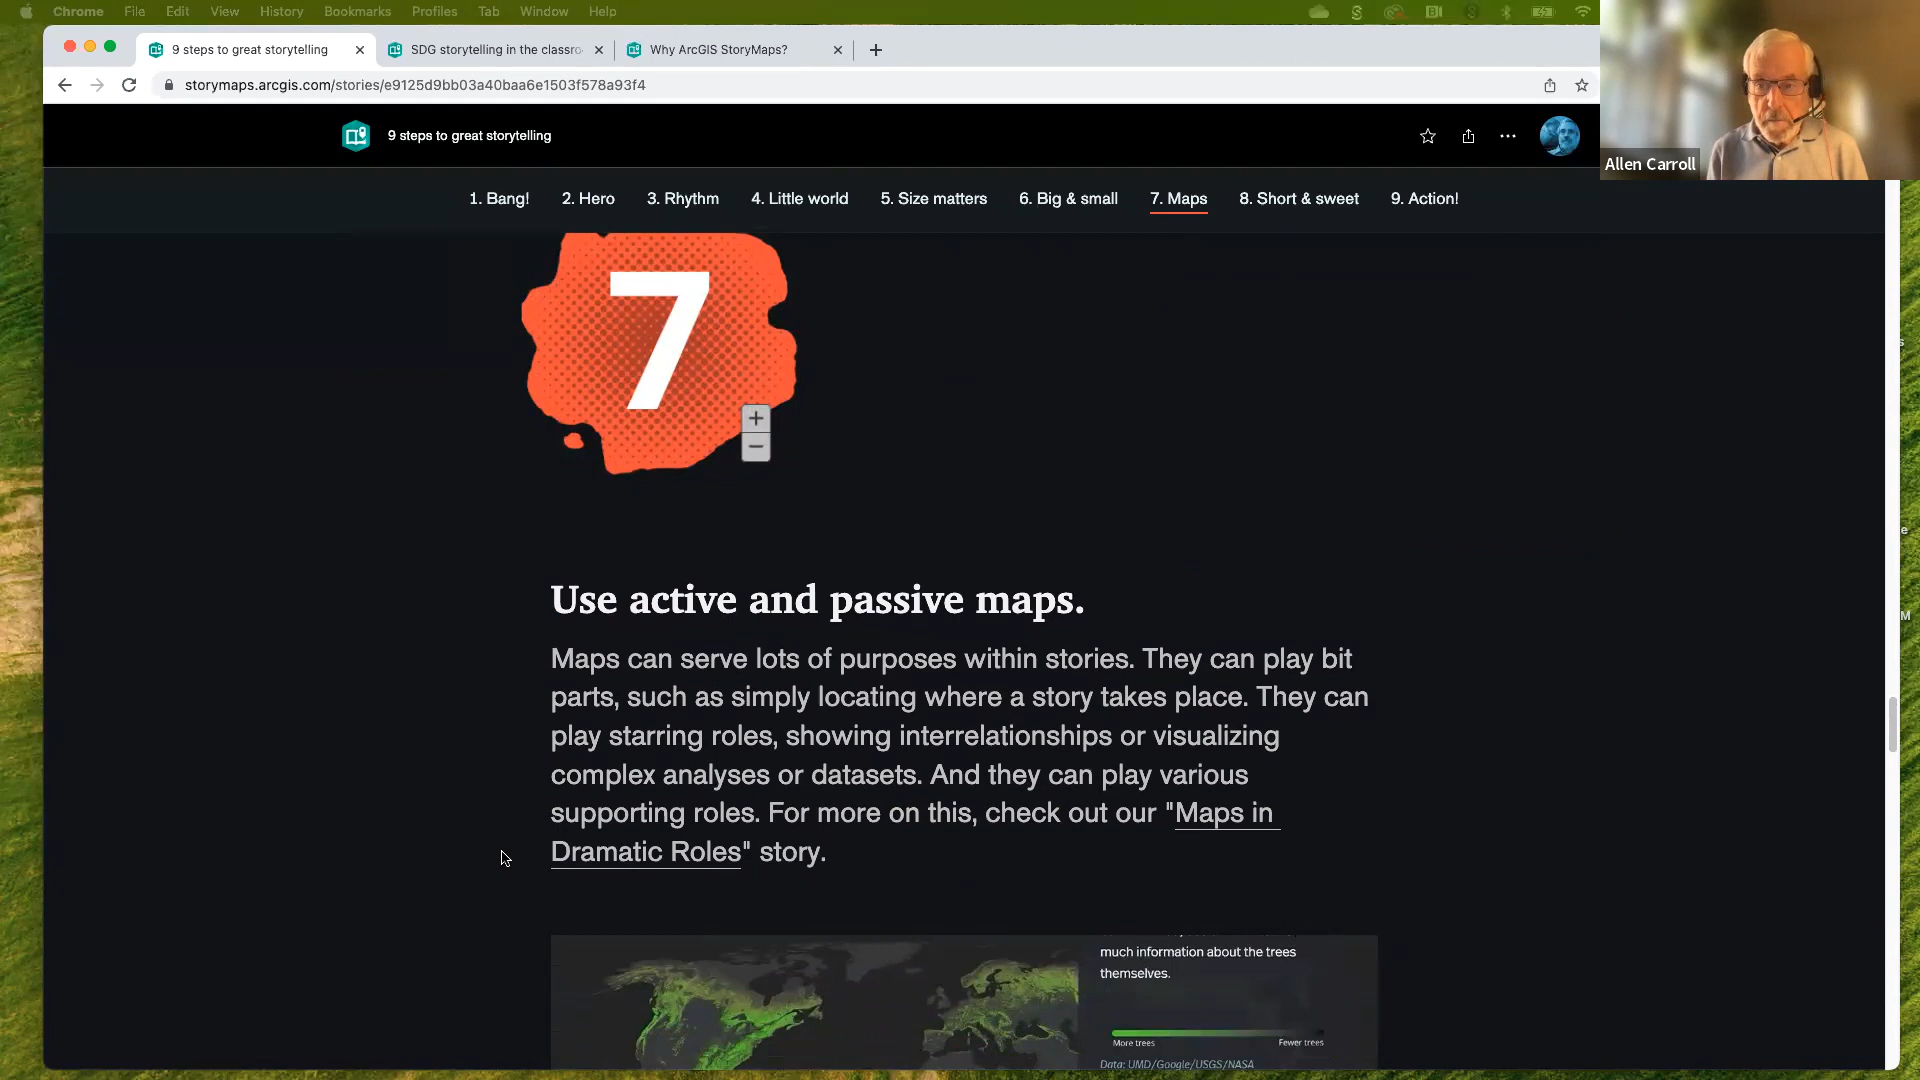 Chrome File Edit View History Bookmarks Profiles Tab Window Help
9 steps to great storytelling
SDG storytelling in the classro
Why ArcGIS StoryMaps?
storymaps.arcgis.com/stories/e9125d9bb03a40baa6e1503f578a93f4
Allen Carroll
9 steps to great storytelling
1. Bang! 2. Hero 3. Rhythm 4. Little world 5. Size matters 6. Big & small 7. Maps 8. Short & sweet 9. Action!
7
+
−
Use active and passive maps.
Maps can serve lots of purposes within stories. They can play bit
parts, such as simply locating where a story takes place. They can
play starring roles, showing interrelationships or visualizing
complex analyses or datasets. And they can play various
supporting roles. For more on this, check out our "Maps in
Dramatic Roles" story.
much information about the trees
themselves.
More trees Fewer trees
Data: UMD/Google/USGS/NASA